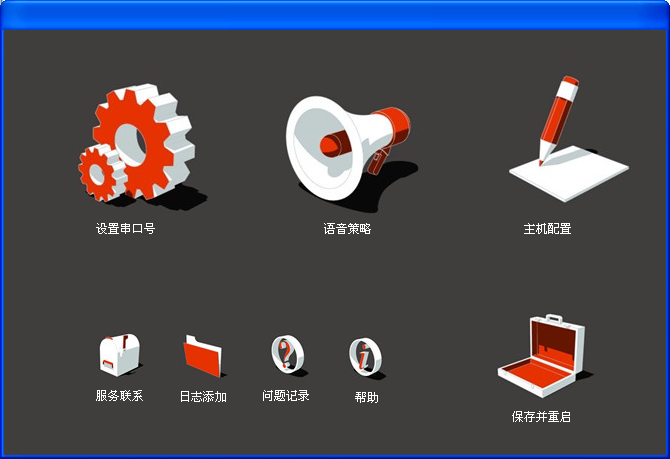 设置串口号
语音策略
主机配置
服务联系
日志添加
问题记录
帮助
保存并重启